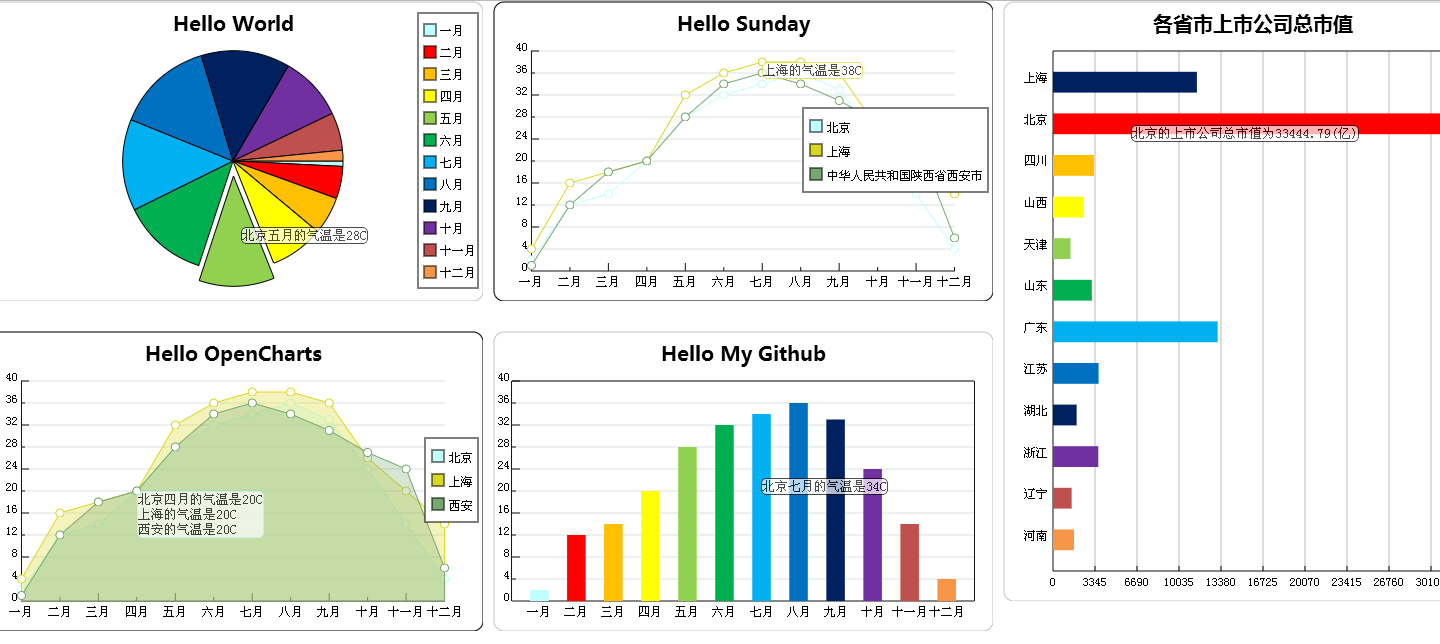 Hello World
一月
二月
三月
四月
五月
六月
七月
八月
九月
十月
十一月
十二月
北京五月的气温是28C
Hello Sunday
40
36
32
28
24
20
16
12
8
4
0
一月 二月 三月 四月 五月 六月 七月 八月 九月 十月 十一月 十二月
上海的气温是38C
北京
上海
中华人民共和国陕西省西安市
各省市上市公司总市值
上海
北京
北京的上市公司总市值为33444.79(亿)
四川
山西
天津
山东
广东
江苏
湖北
浙江
辽宁
河南
0 3345 6690 10035 13380 16725 20070 23415 26760
Hello OpenCharts
40
36
32
28
24
20
16
12
8
4
0
一月 二月 三月 四月 五月 六月 七月 八月 九月 十月 十一月 十二月
北京四月的气温是20C
上海的气温是20C
西安的气温是20C
北京
上海
西安
Hello My Github
40
36
32
28
24
20
16
12
8
4
0
一月 二月 三月 四月 五月 六月 七月 八月 九月 十月 十一月 十二月
北京七月的气温是34C